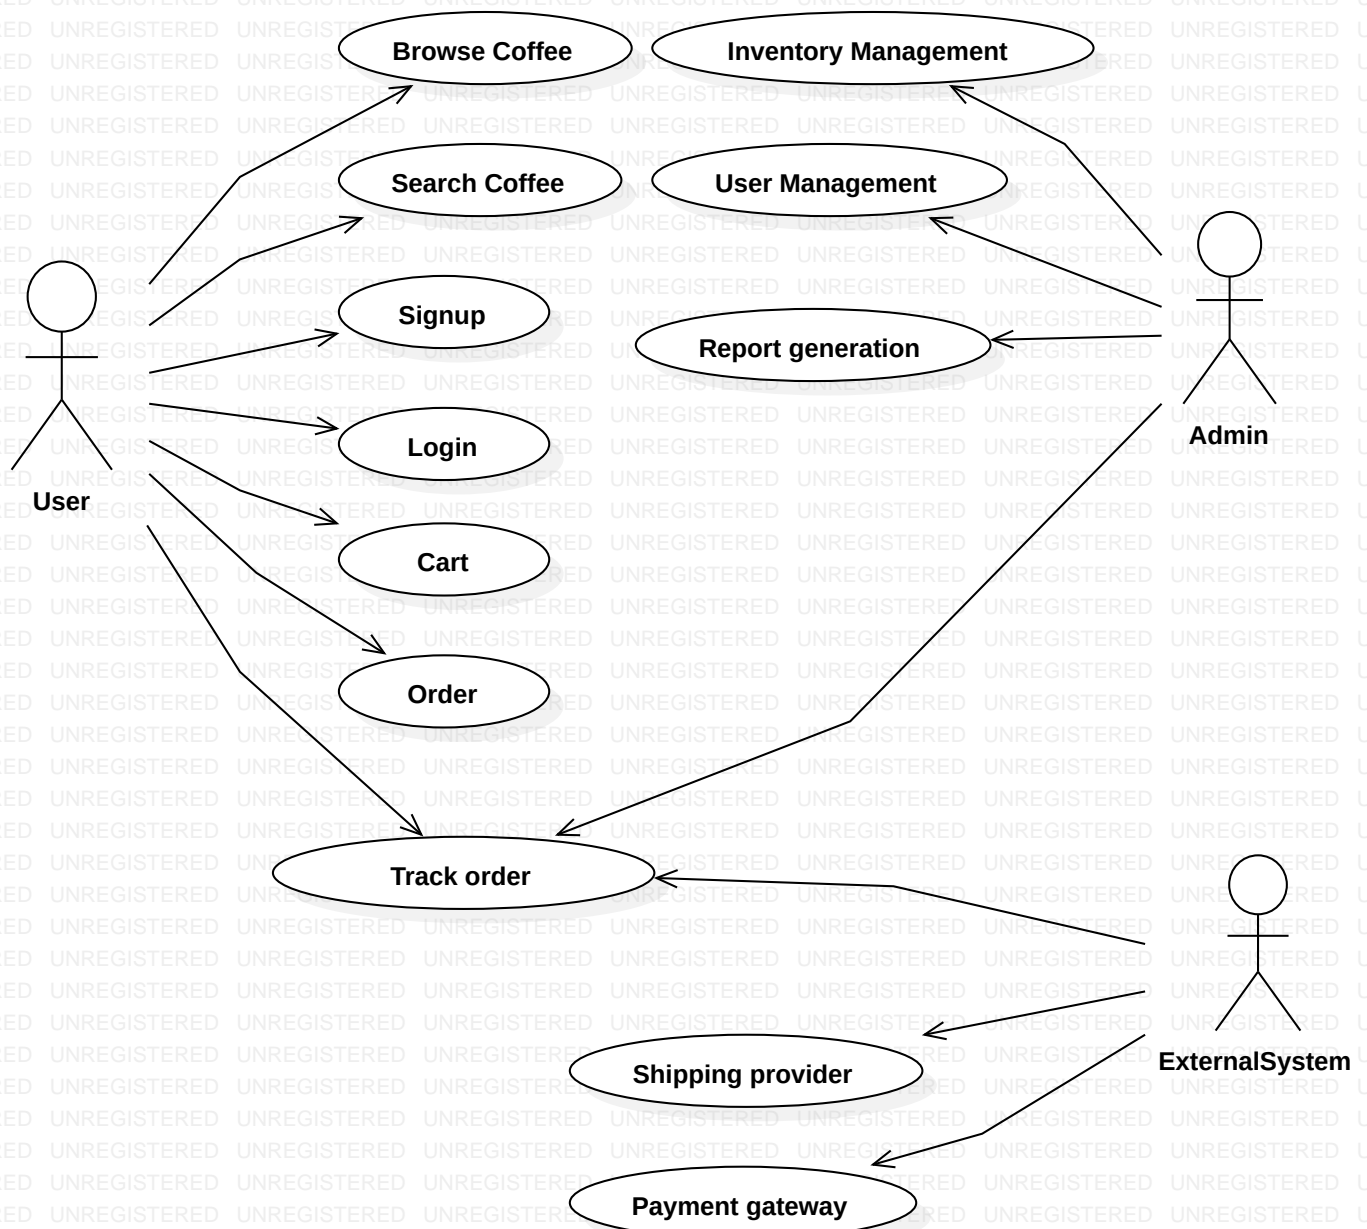 Browse Coffee
Inventory Management
Search Coffee
User Management
Signup
Report generation
Login
Admin
User
Cart
Order
Track order
Shipping provider
ExternalSystem
Payment gateway
UNREGISTERED